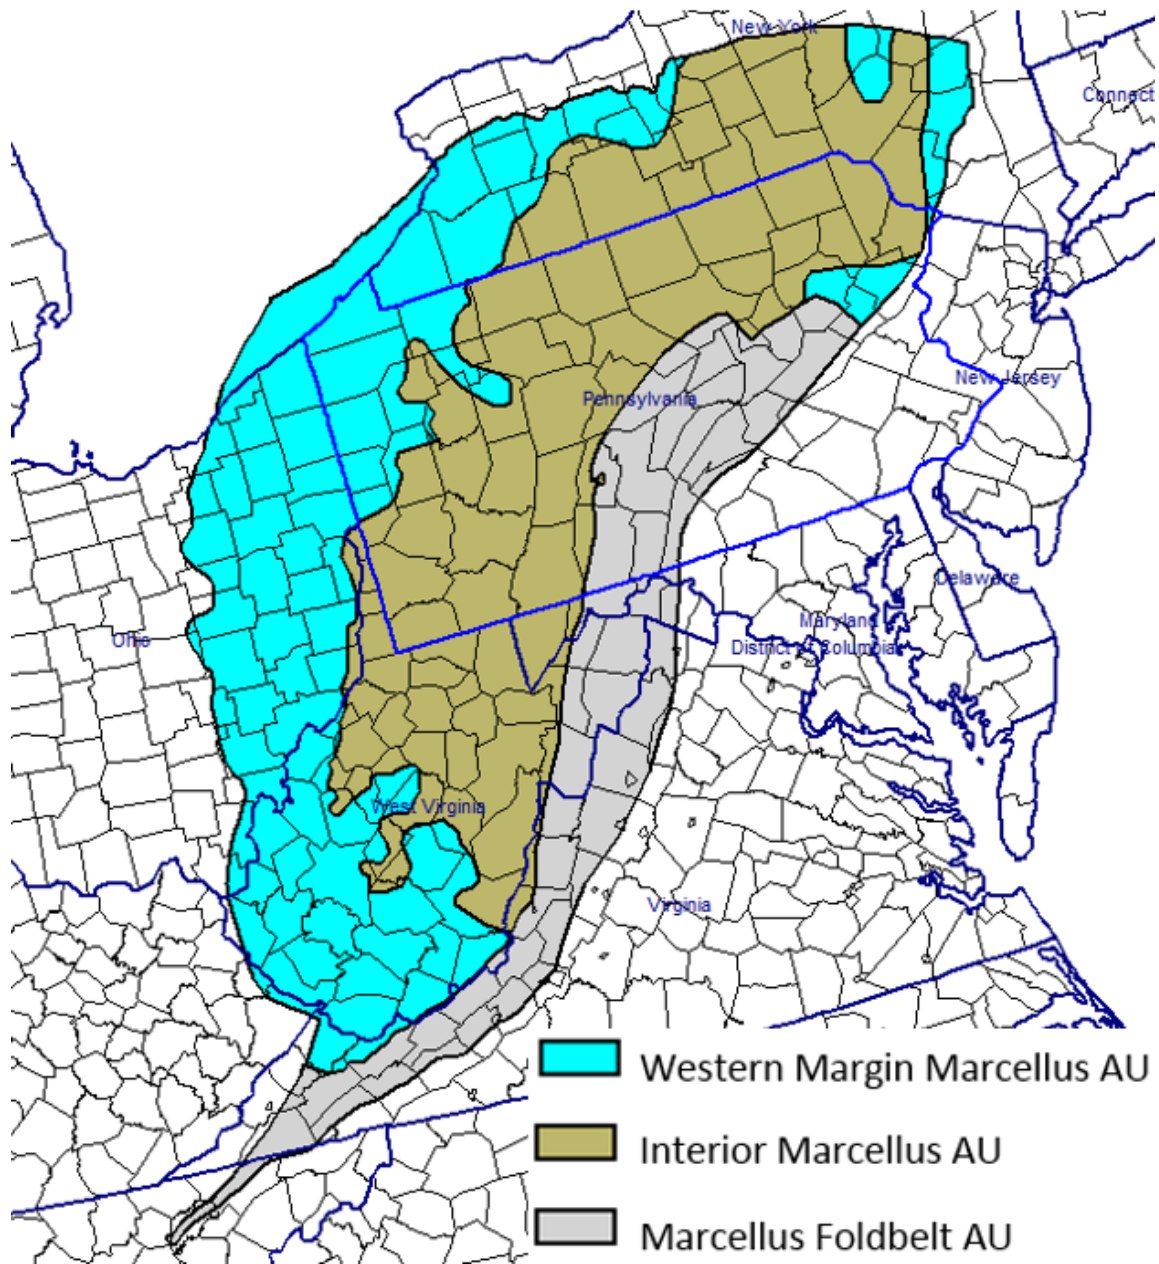 New York
Connect
New Jersey
Pennsylvania
Delaware
Maryland
Ohio
District of Columbia
West Virginia
Virginia
Western Margin Marcellus AU
Interior Marcellus AU
Marcellus Foldbelt AU